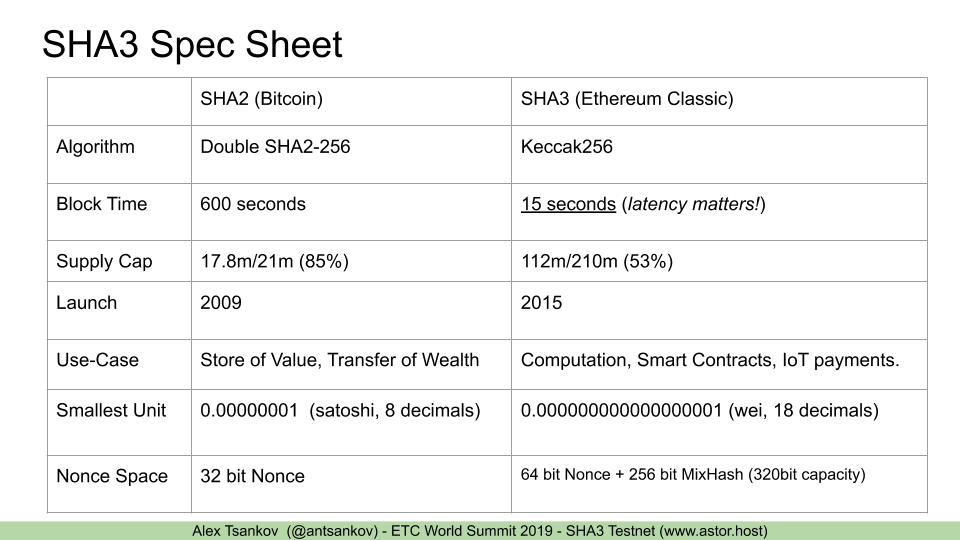 SHA3 Spec Sheet
SHA2 (Bitcoin) SHA3 (Ethereum Classic)
Algorithm Double SHA2-256 Keccak256
Block Time 600 seconds 15 seconds (latency matters!)
Supply Cap 17.8m/21m (85%) 112m/210m (53%)
Launch 2009 2015
Use-Case Store of Value, Transfer of Wealth Computation, Smart Contracts, IoT payments.
Smallest Unit 0.00000001 (satoshi, 8 decimals) 0.000000000000000001 (wei, 18 decimals)
Nonce Space 32 bit Nonce 64 bit Nonce + 256 bit MixHash (320bit capacity)
Alex Tsankov (@antsankov) - ETC World Summit 2019 - SHA3 Testnet (www.astor.host)